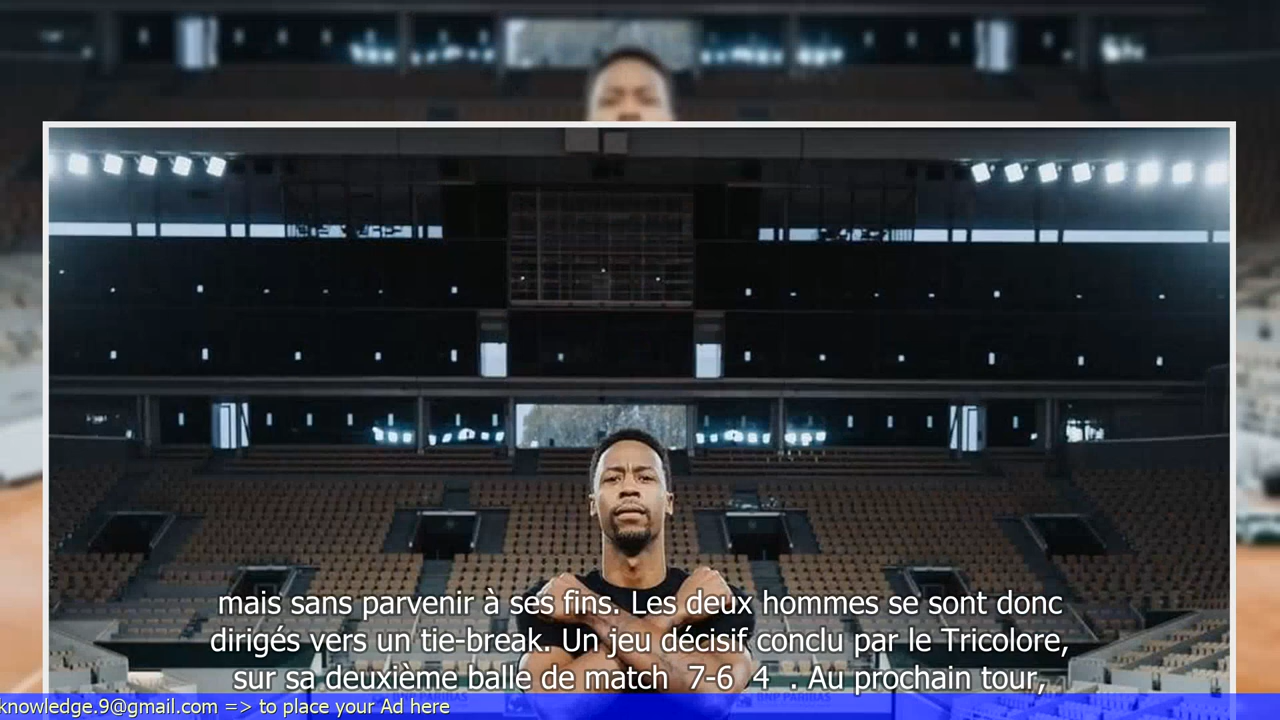 mais sans parvenir à ses fins. Les deux hommes se sont donc
dirigés vers un tie-break. Un jeu décisif conclu par le Tricolore,
sur sa deuxième balle de match 7-6 4 . Au prochain tour,
BNP PARIBAS
knowledge.9@gmail.com => to place your Ad here